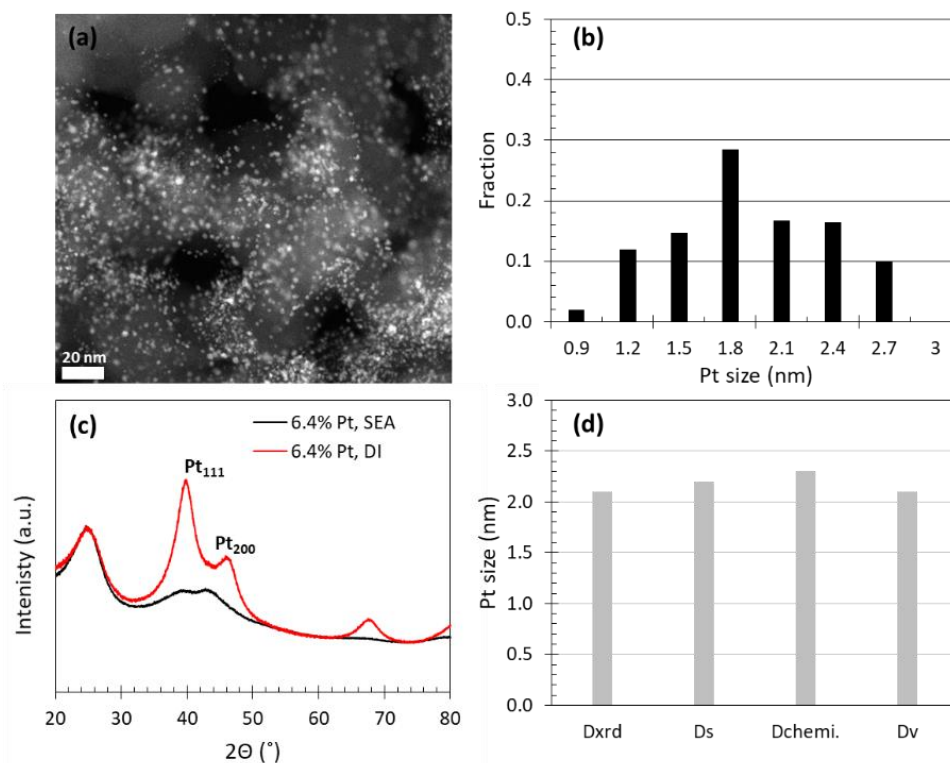 (a)
20 nm
(b)
0.5
0.4
0.3
0.2
0.1
0.0
Fraction
0.9 1.2 1.5 1.8 2.1 2.4 2.7 3
Pt size (nm)
(c)
6.4% Pt, SEA
6.4% Pt, DI
Pt₁₁₁
Pt₂₀₀
Intenisty (a.u.)
20 30 40 50 60 70 80
2Θ (˚)
(d)
3.0
2.5
2.0
1.5
1.0
0.5
0.0
Pt size (nm)
Dxrd Ds Dchemi. Dv